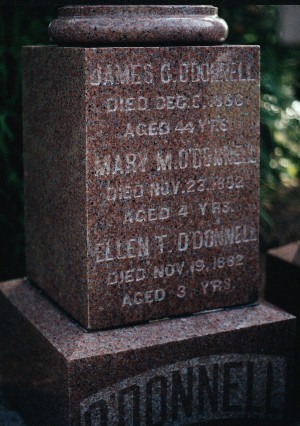 JAMES C. O'DONNELL
DIED DEC.
AGED 44 YRS.
MARY M. O'DONNELL
DIED NOV. 23, 1882
AGED 4 YRS.
ELLEN T. O'DONNELL
DIED NOV. 19, 1882
AGED 3 YRS.
O'DONNELL